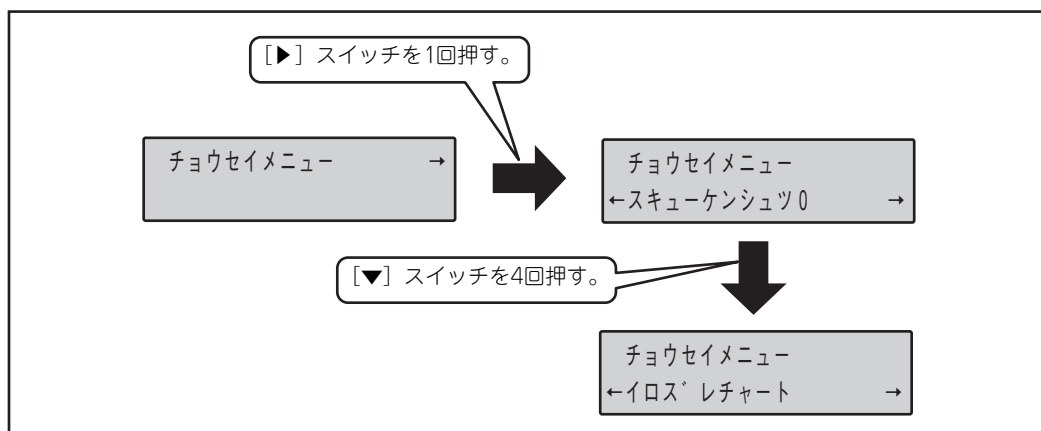 ［▶］スイッチを1回押す。
チョウセイメニュー →
チョウセイメニュー
←スキューケンシュツ0 →
［▼］スイッチを4回押す。
チョウセイメニュー
←イロズレチャート →